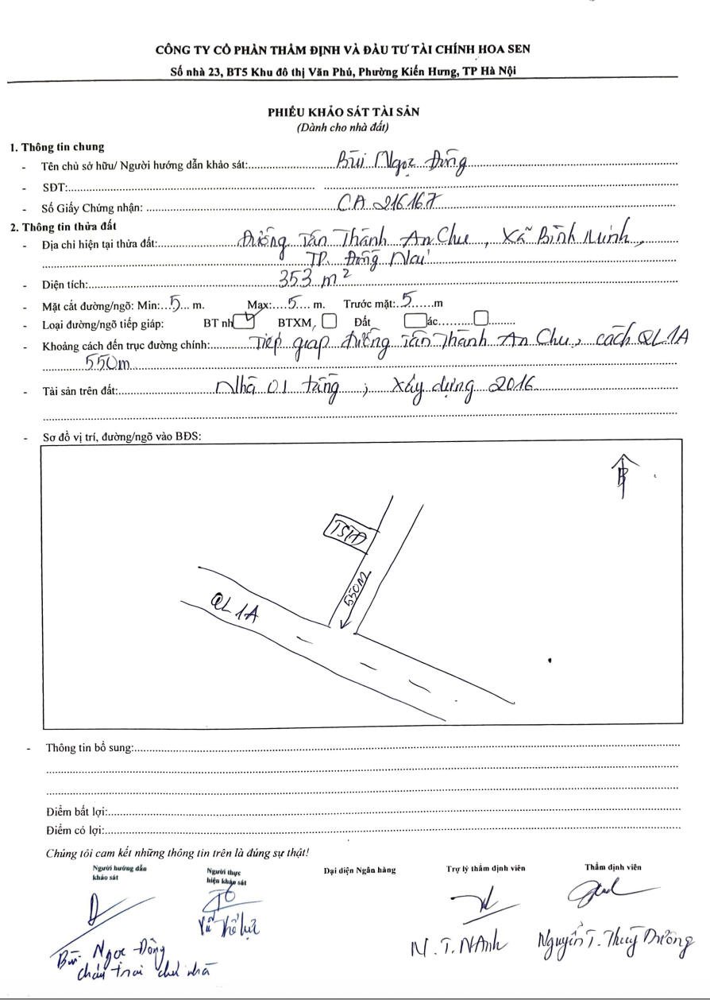 CÔNG TY CỔ PHẦN THẨM ĐỊNH VÀ ĐẦU TƯ TÀI CHÍNH HOA SEN
Số nhà 23, BT5 Khu đô thị Văn Phú, Phường Kiến Hưng, TP Hà Nội
PHIẾU KHẢO SÁT TÀI SẢN
(Dành cho nhà đất)
1. Thông tin chung
- Tên chủ sở hữu/ Người hướng dẫn khảo sát: Bùi Ngọc Đồng
- SĐT:
- Số Giấy Chứng nhận: CA 216167
2. Thông tin thửa đất
- Địa chỉ hiện tại thửa đất: Đường Tân Thành An Chu, Xã Bình Minh,
TP. Đồng Nai
- Diện tích: 353 m²
- Mặt cắt đường/ngõ: Min: 5 m. Max: 5 m. Trước mặt: 5 m
- Loại đường/ngõ tiếp giáp: BT nh BTXM, Đất ác
- Khoảng cách đến trục đường chính: Tiếp giáp đường Tân Thành An Chu, cách QL1A
550m
- Tài sản trên đất: Nhà 01 tầng, xây dựng 2016
- Sơ đồ vị trí, đường/ngõ vào BĐS:
B
TSTĐ
550M
QL 1A
- Thông tin bổ sung:
Điểm bất lợi:
Điểm có lợi:
Chúng tôi cam kết những thông tin trên là đúng sự thật!
Người hướng dẫn khảo sát
Người thực hiện khảo sát
Đại diện Ngân hàng
Trợ lý thẩm định viên
Thẩm định viên
Vũ Thế
N.T.N Anh
Nguyễn T. Thuỳ Dương
Bùi Ngọc Đồng
cháu trai chủ nhà